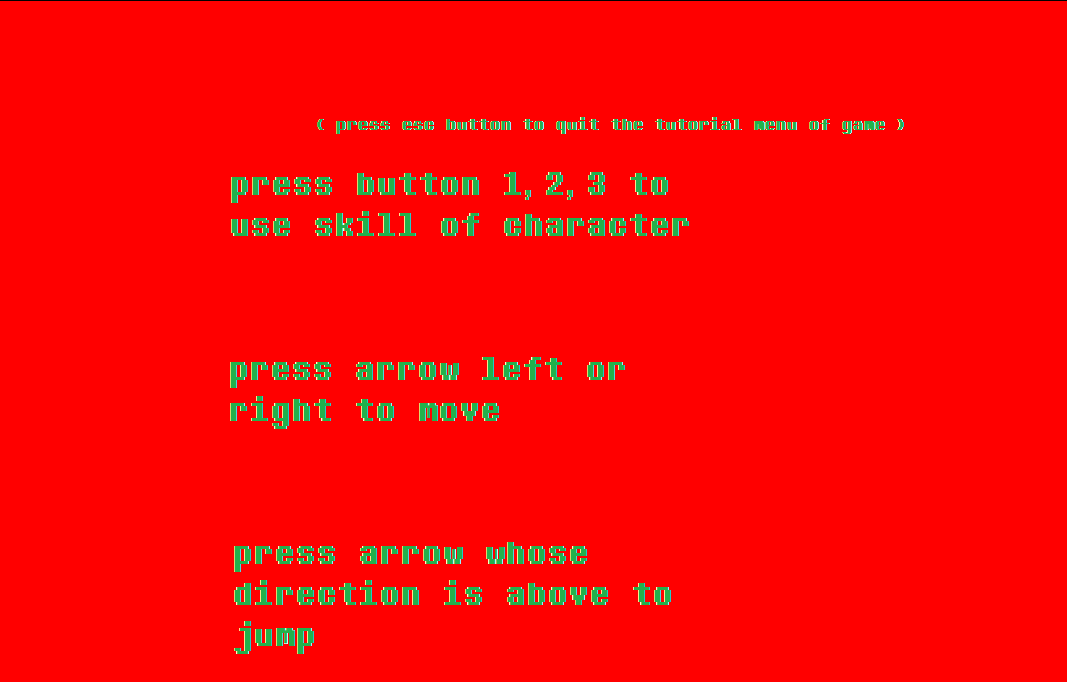 ( press esc button to quit the tutorial menu of game )
press button 1,2,3 to
use skill of character
press arrow left or
right to move
press arrow whose
direction is above to
jump